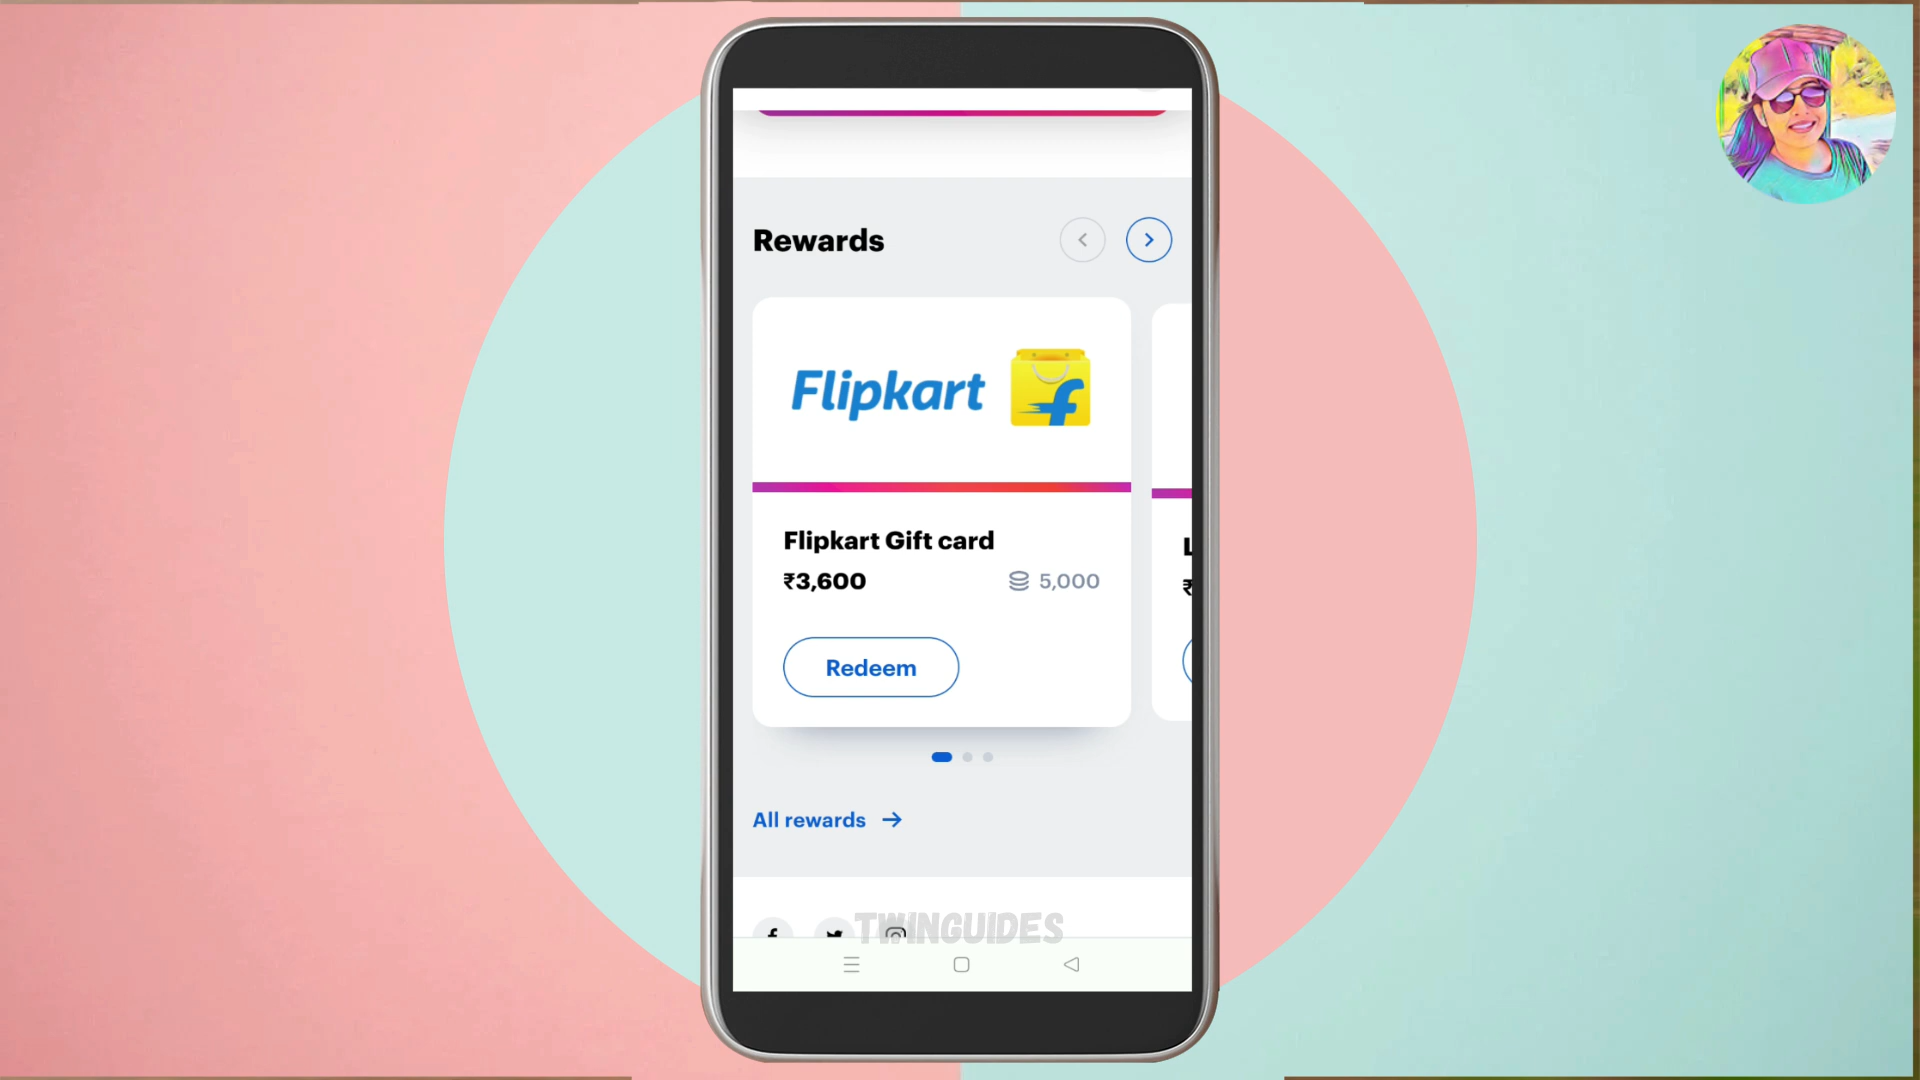 Rewards
Flipkart
Flipkart Gift card
₹3,600
5,000
Redeem
All rewards
TWINGUIDES